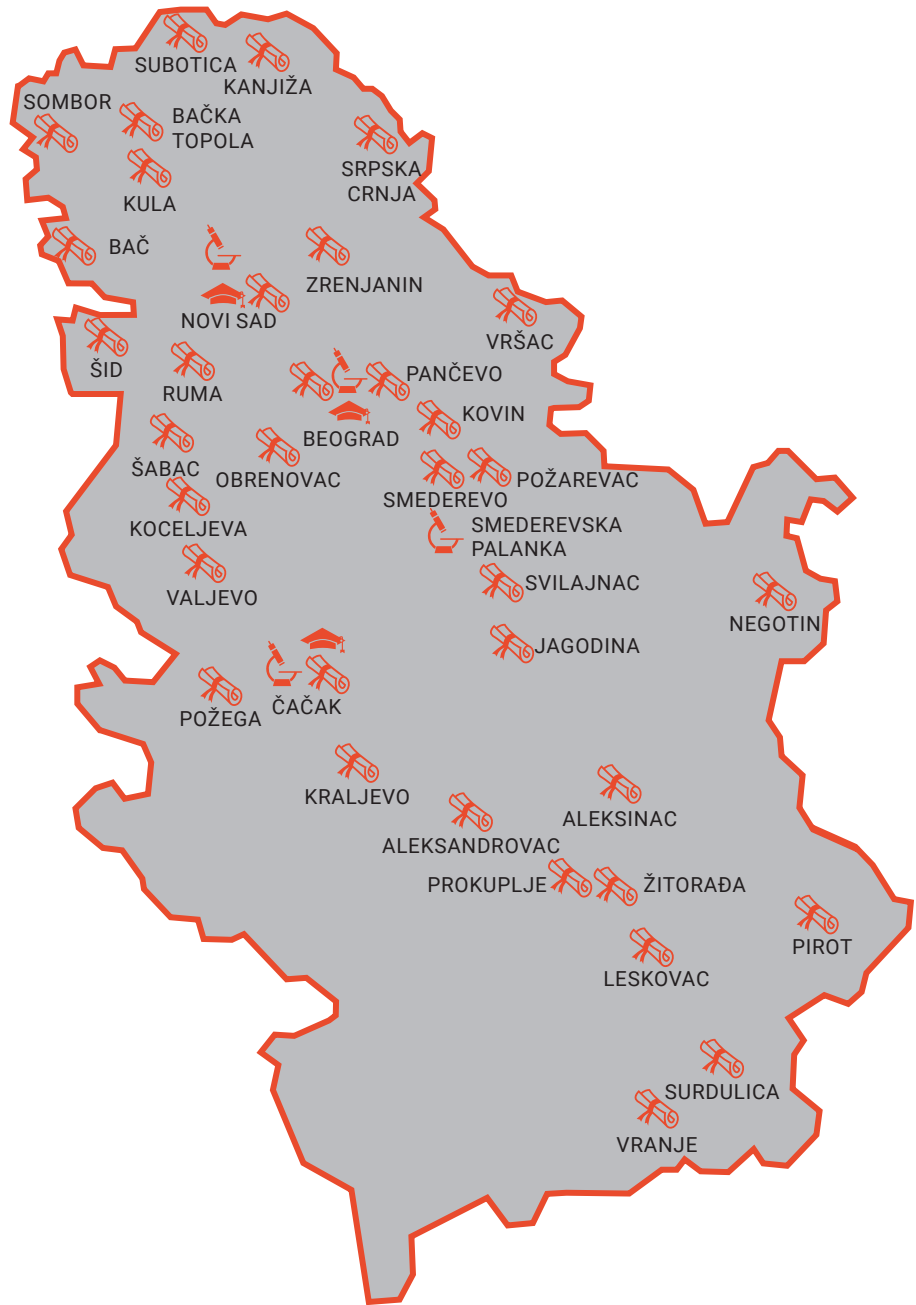 SUBOTICA
KANJIŽA
SOMBOR
BAČKA
TOPOLA
SRPSKA
CRNJA
KULA
BAČ
ZRENJANIN
NOVI SAD
VRŠAC
ŠID
RUMA
PANČEVO
KOVIN
BEOGRAD
ŠABAC
OBRENOVAC
POŽAREVAC
SMEDEREVO
KOCELJEVA
SMEDEREVSKA
PALANKA
SVILAJNAC
VALJEVO
NEGOTIN
JAGODINA
POŽEGA
ČAČAK
KRALJEVO
ALEKSINAC
ALEKSANDROVAC
PROKUPLJE
ŽITORAĐA
PIROT
LESKOVAC
SURDULICA
VRANJE